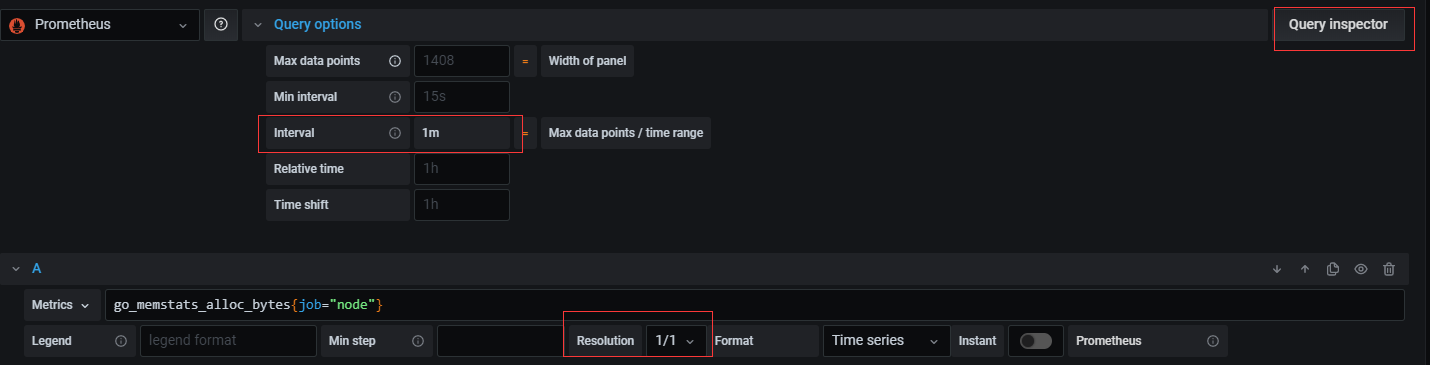 Prometheus Query options Query inspector
Max data points 1408 = Width of panel
Min interval 15s
Interval 1m = Max data points / time range
Relative time 1h
Time shift 1h
A
Metrics go_memstats_alloc_bytes{job="node"}
Legend legend format Min step Resolution 1/1 Format Time series Instant Prometheus